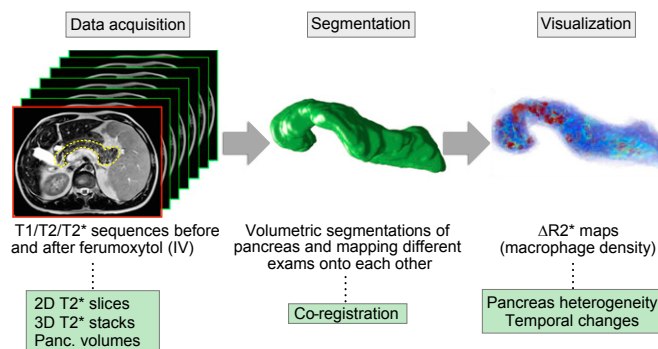 Data acquisition
Segmentation
Visualization
T1/T2/T2* sequences before
and after ferumoxytol (IV)
Volumetric segmentations of
pancreas and mapping different
exams onto each other
ΔR2* maps
(macrophage density)
2D T2* slices
3D T2* stacks
Panc. volumes
Co-registration
Pancreas heterogeneity
Temporal changes